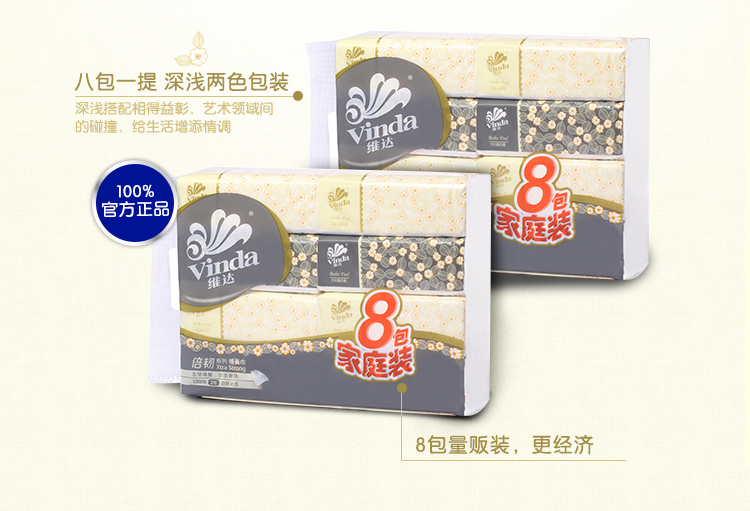 八包一提 深浅两色包装
深浅搭配相得益彰，艺术领域间
的碰撞，给生活增添情调
100%
官方正品
Vinda
维达
Vinda
8包
家庭装
Vinda
维达
Vinda
Vinda
倍韧
Xtra Strong
8包
家庭装
8包量贩装，更经济